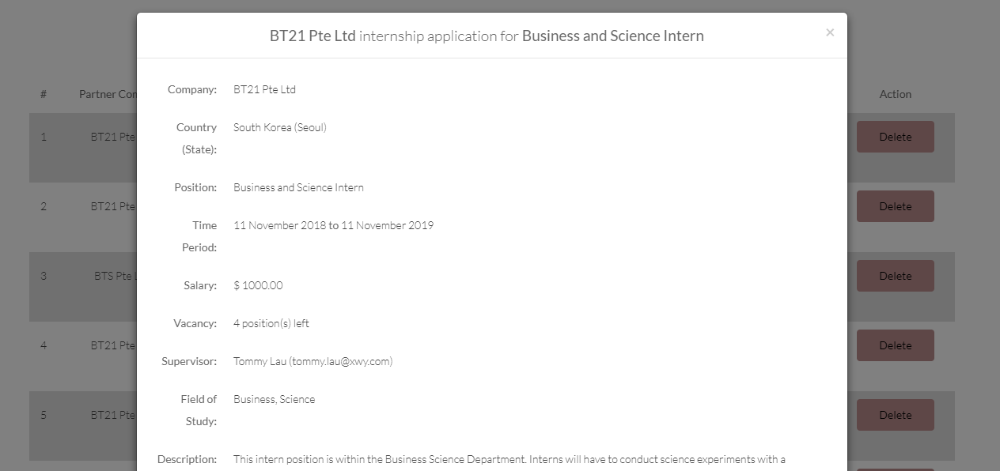 BT21 Pte Ltd internship application for Business and Science Intern
×
# Partner Con Action
Company: BT21 Pte Ltd
Country
(State):
South Korea (Seoul)
Position: Business and Science Intern
Time
Period:
11 November 2018 to 11 November 2019
Salary: $ 1000.00
Vacancy: 4 position(s) left
Supervisor: Tommy Lau (tommy.lau@xwy.com)
Field of
Study:
Business, Science
Description: This intern position is within the Business Science Department. Interns will have to conduct science experiments with a
1 BT21 Pte Delete
2 BT21 Pte Delete
3 BTS Pte L Delete
4 BT21 Pte Delete
5 BT21 Pte Delete